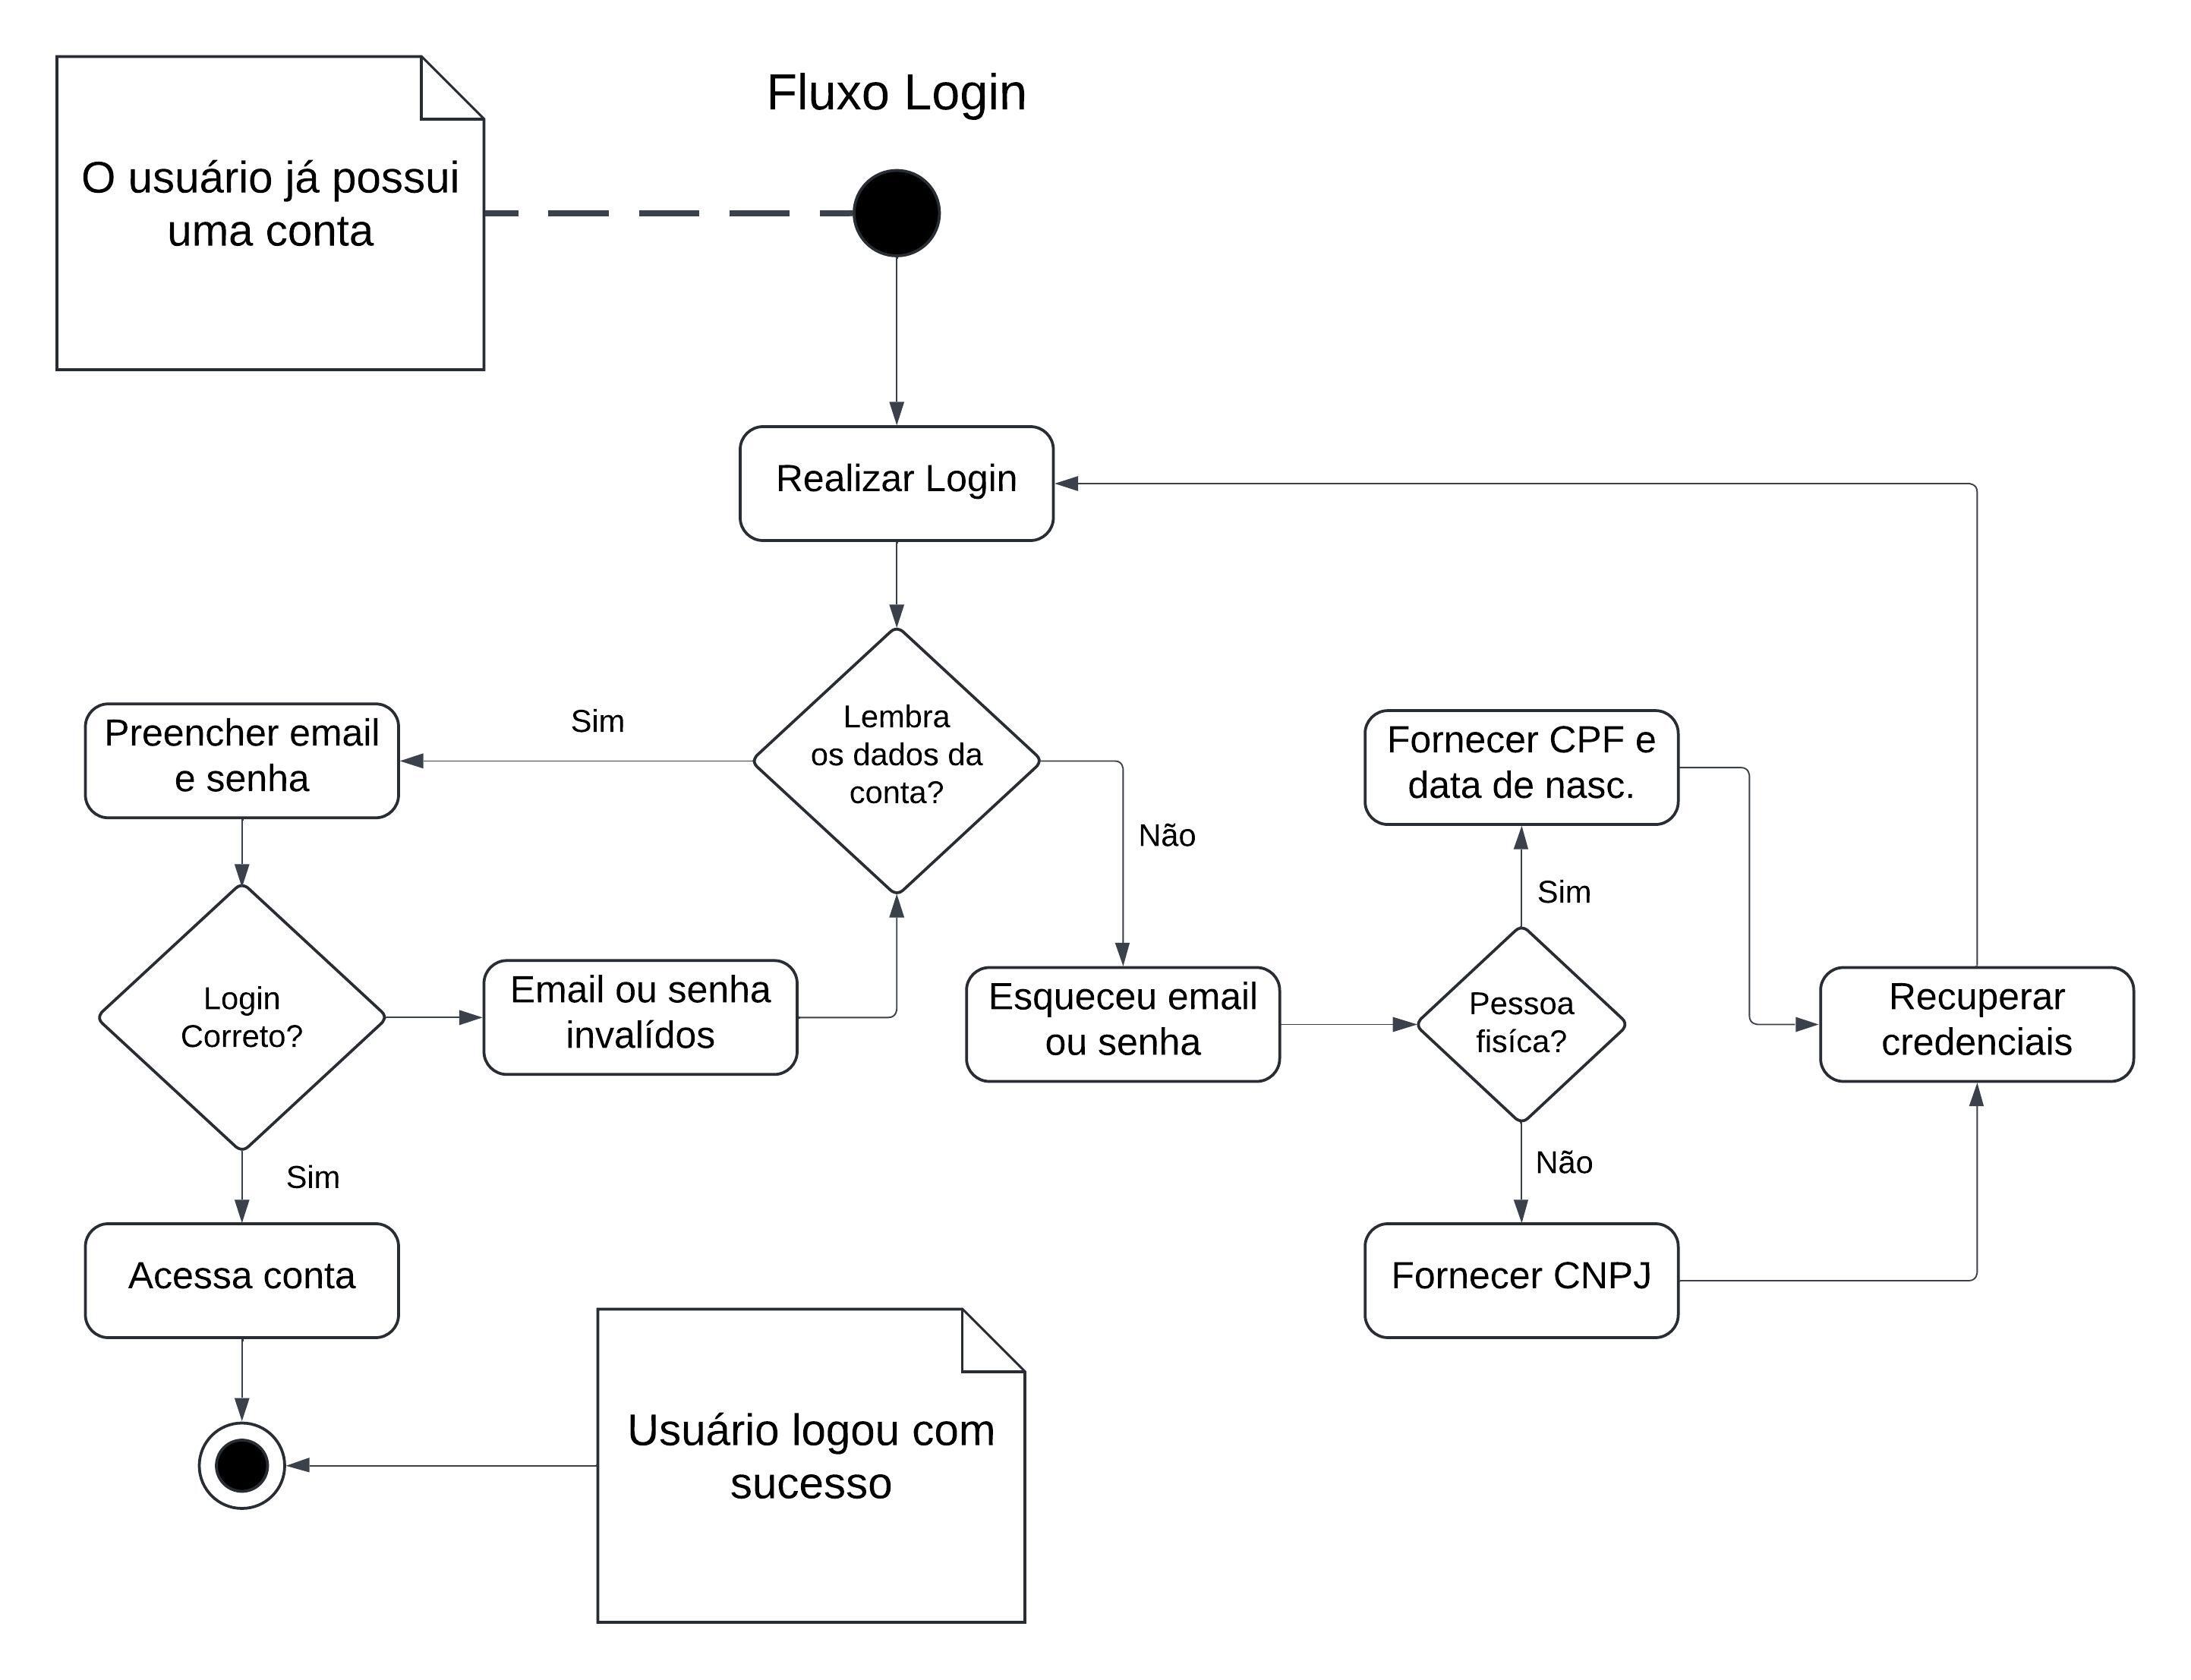 Fluxo Login
O usuário já possui
uma conta
Realizar Login
Lembra
os dados da
conta?
Sim
Não
Preencher email
e senha
Login
Correto?
Email ou senha
invalídos
Sim
Acessa conta
Usuário logou com
sucesso
Esqueceu email
ou senha
Pessoa
fisíca?
Sim
Fornecer CPF e
data de nasc.
Não
Fornecer CNPJ
Recuperar
credenciais